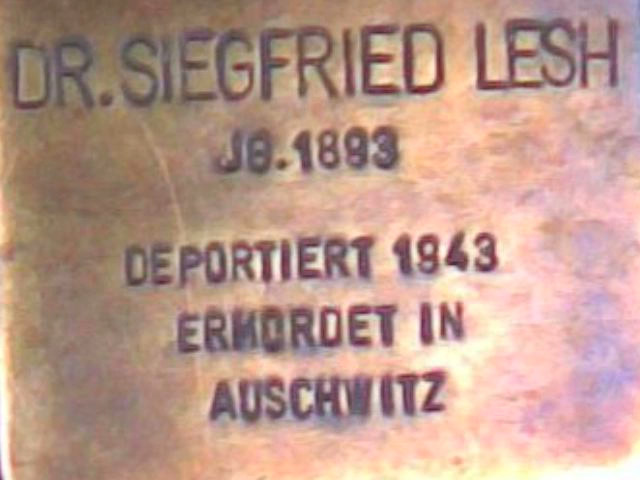 DR. SIEGFRIED LESH
JG. 1893
DEPORTIERT 1943
ERMORDET IN
AUSCHWITZ